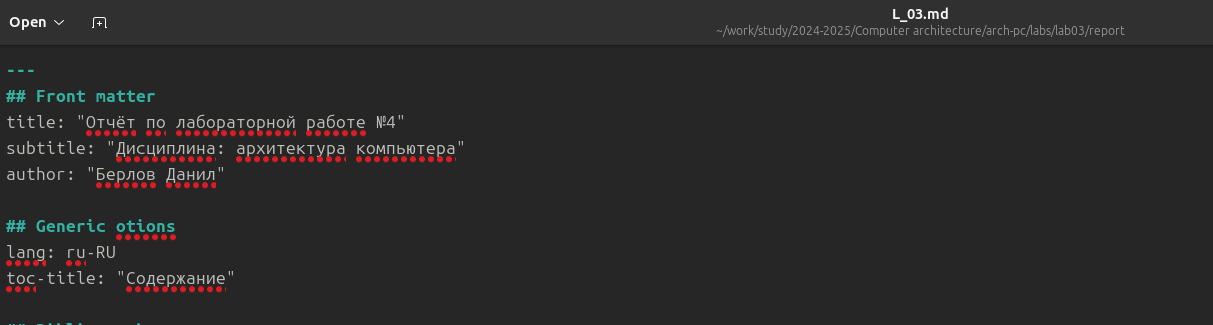 Open
L_03.md
~/work/study/2024-2025/Computer architecture/arch-pc/labs/lab03/report
---
## Front matter
title: "Отчёт по лабораторной работе №4"
subtitle: "Дисциплина: архитектура компьютера"
author: "Берлов Данил"
## Generic otions
lang: ru-RU
toc-title: "Содержание"